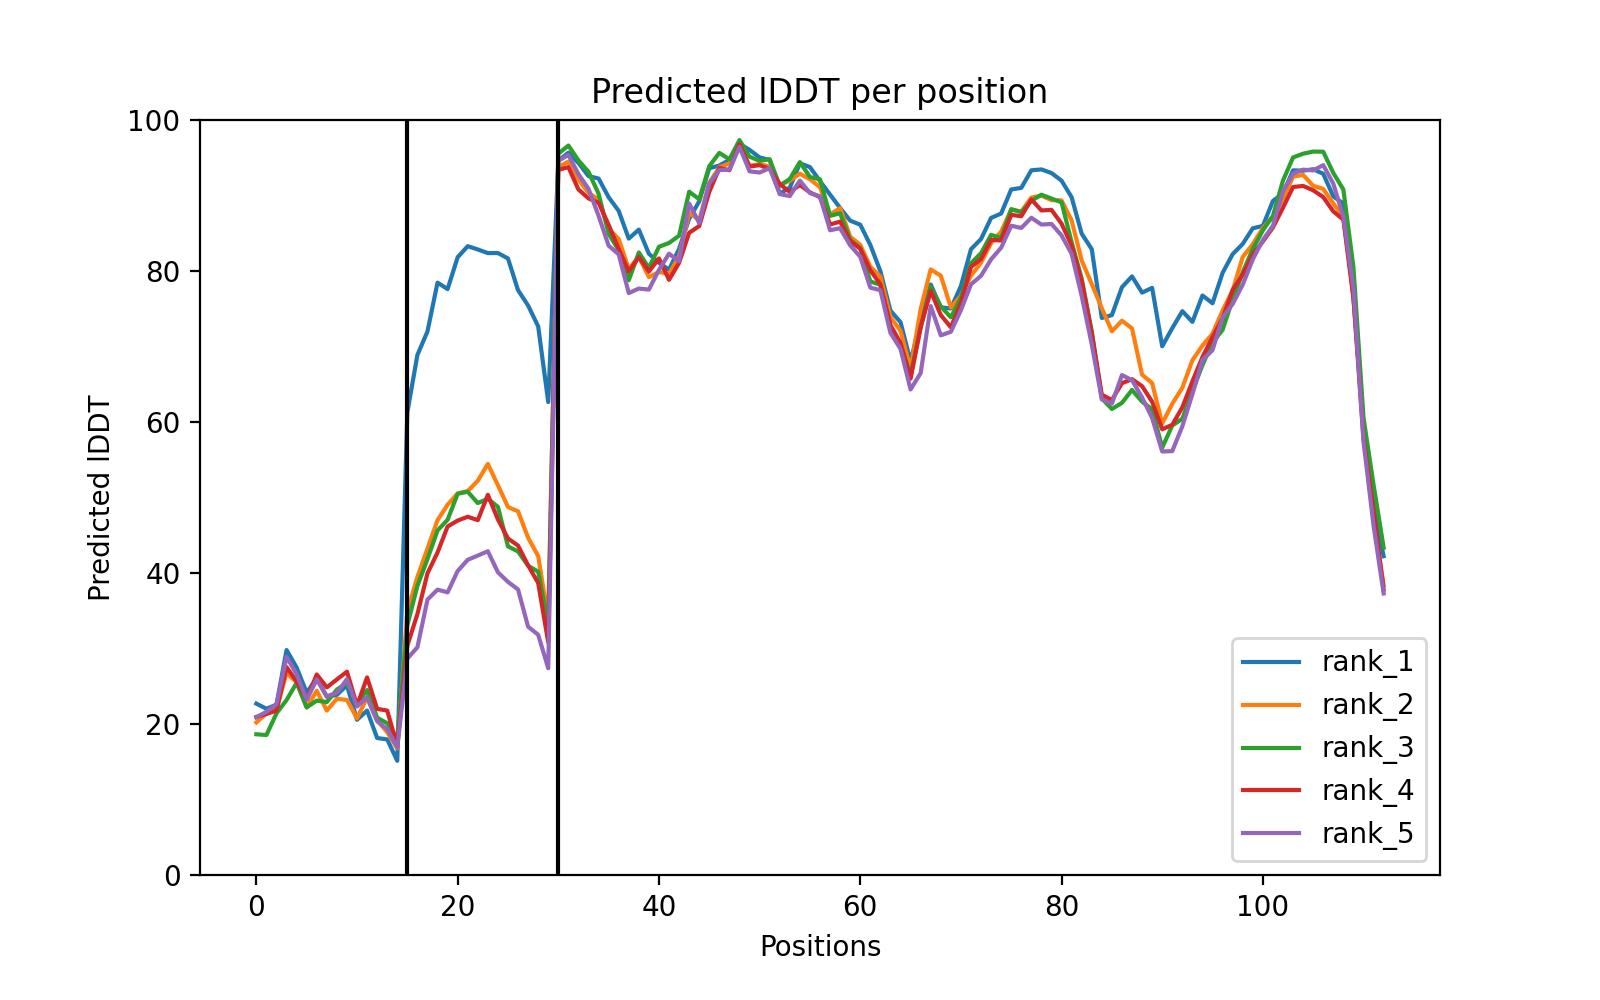 Predicted lDDT per position
100
80
60
40
20
0
Predicted lDDT
0 20 40 60 80 100
Positions
rank_1
rank_2
rank_3
rank_4
rank_5